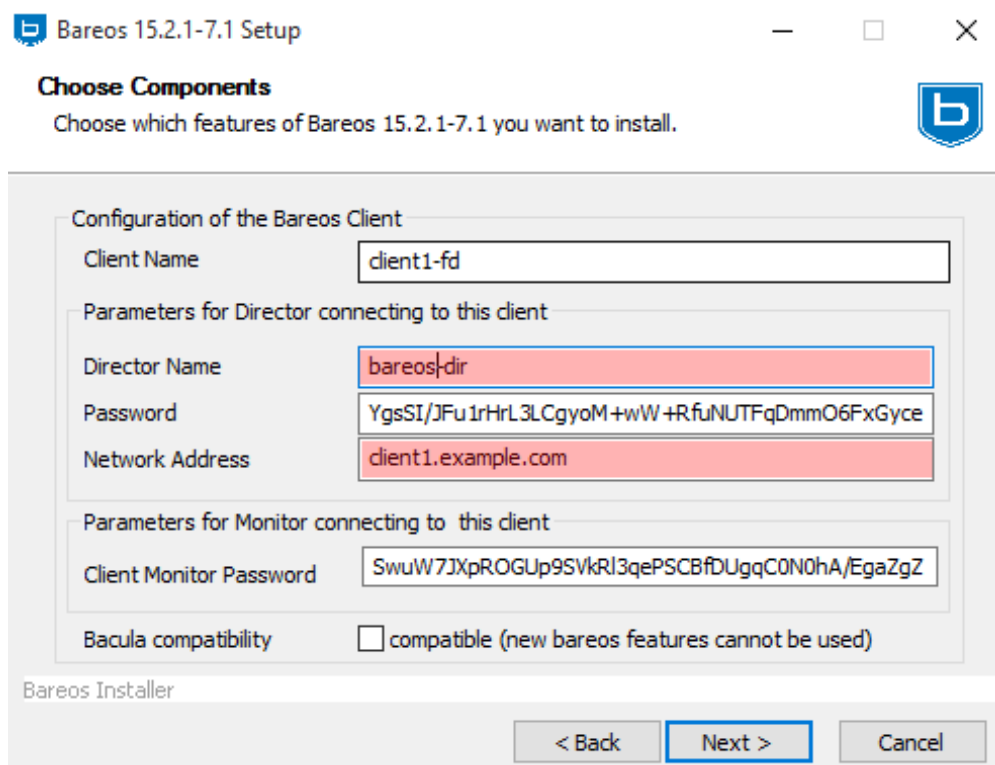 Bareos 15.2.1-7.1 Setup
Choose Components
Choose which features of Bareos 15.2.1-7.1 you want to install.
Configuration of the Bareos Client
Client Name client1-fd
Parameters for Director connecting to this client
Director Name bareos-dir
Password YgsSI/JFu1rHrL3LCgyoM+wW+RfuNUTFqDmmO6FxGyce
Network Address client1.example.com
Parameters for Monitor connecting to this client
Client Monitor Password SwuW7JXpROGUp9SVkRl3qePSCBfDUgqC0N0hA/EgaZgZ
Bacula compatibility compatible (new bareos features cannot be used)
Bareos Installer
< Back Next > Cancel